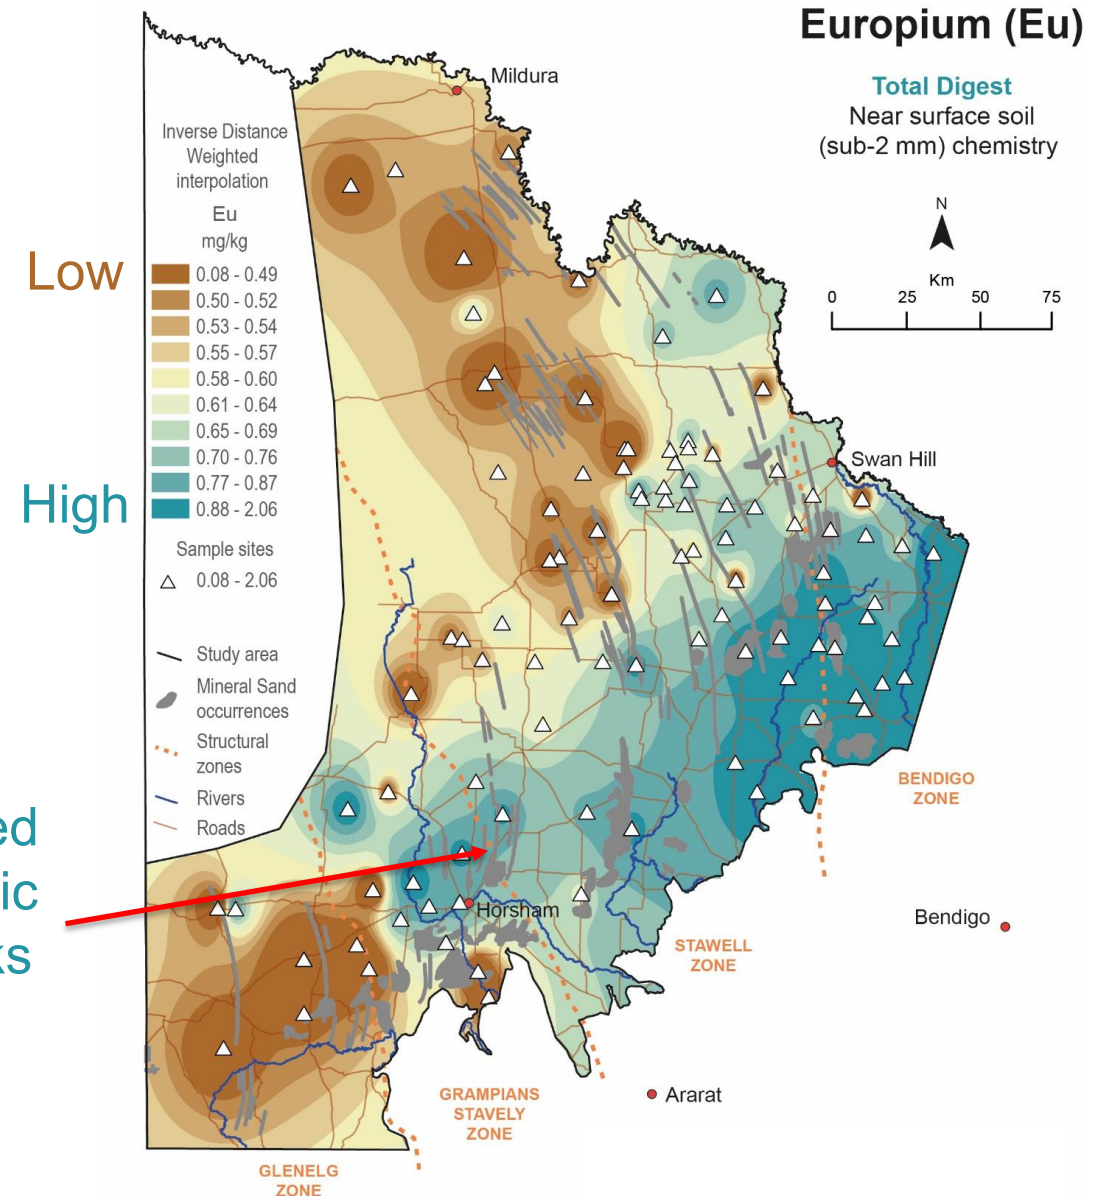 Europium (Eu)
Total Digest
Near surface soil
(sub-2 mm) chemistry
N
Km
0 25 50 75
Mildura
Inverse Distance
Weighted
interpolation
Eu
mg/kg
Low
0.08 - 0.49
0.50 - 0.52
0.53 - 0.54
0.55 - 0.57
0.58 - 0.60
0.61 - 0.64
0.65 - 0.69
0.70 - 0.76
0.77 - 0.87
High
0.88 - 2.06
Sample sites
0.08 - 2.06
Study area
Mineral Sand
occurrences
Structural
zones
Rivers
Roads
Swan Hill
BENDIGO
ZONE
ed
ic
ks
Horsham
Bendigo
STAWELL
ZONE
Ararat
GRAMPIANS
STAVELY
ZONE
GLENELG
ZONE